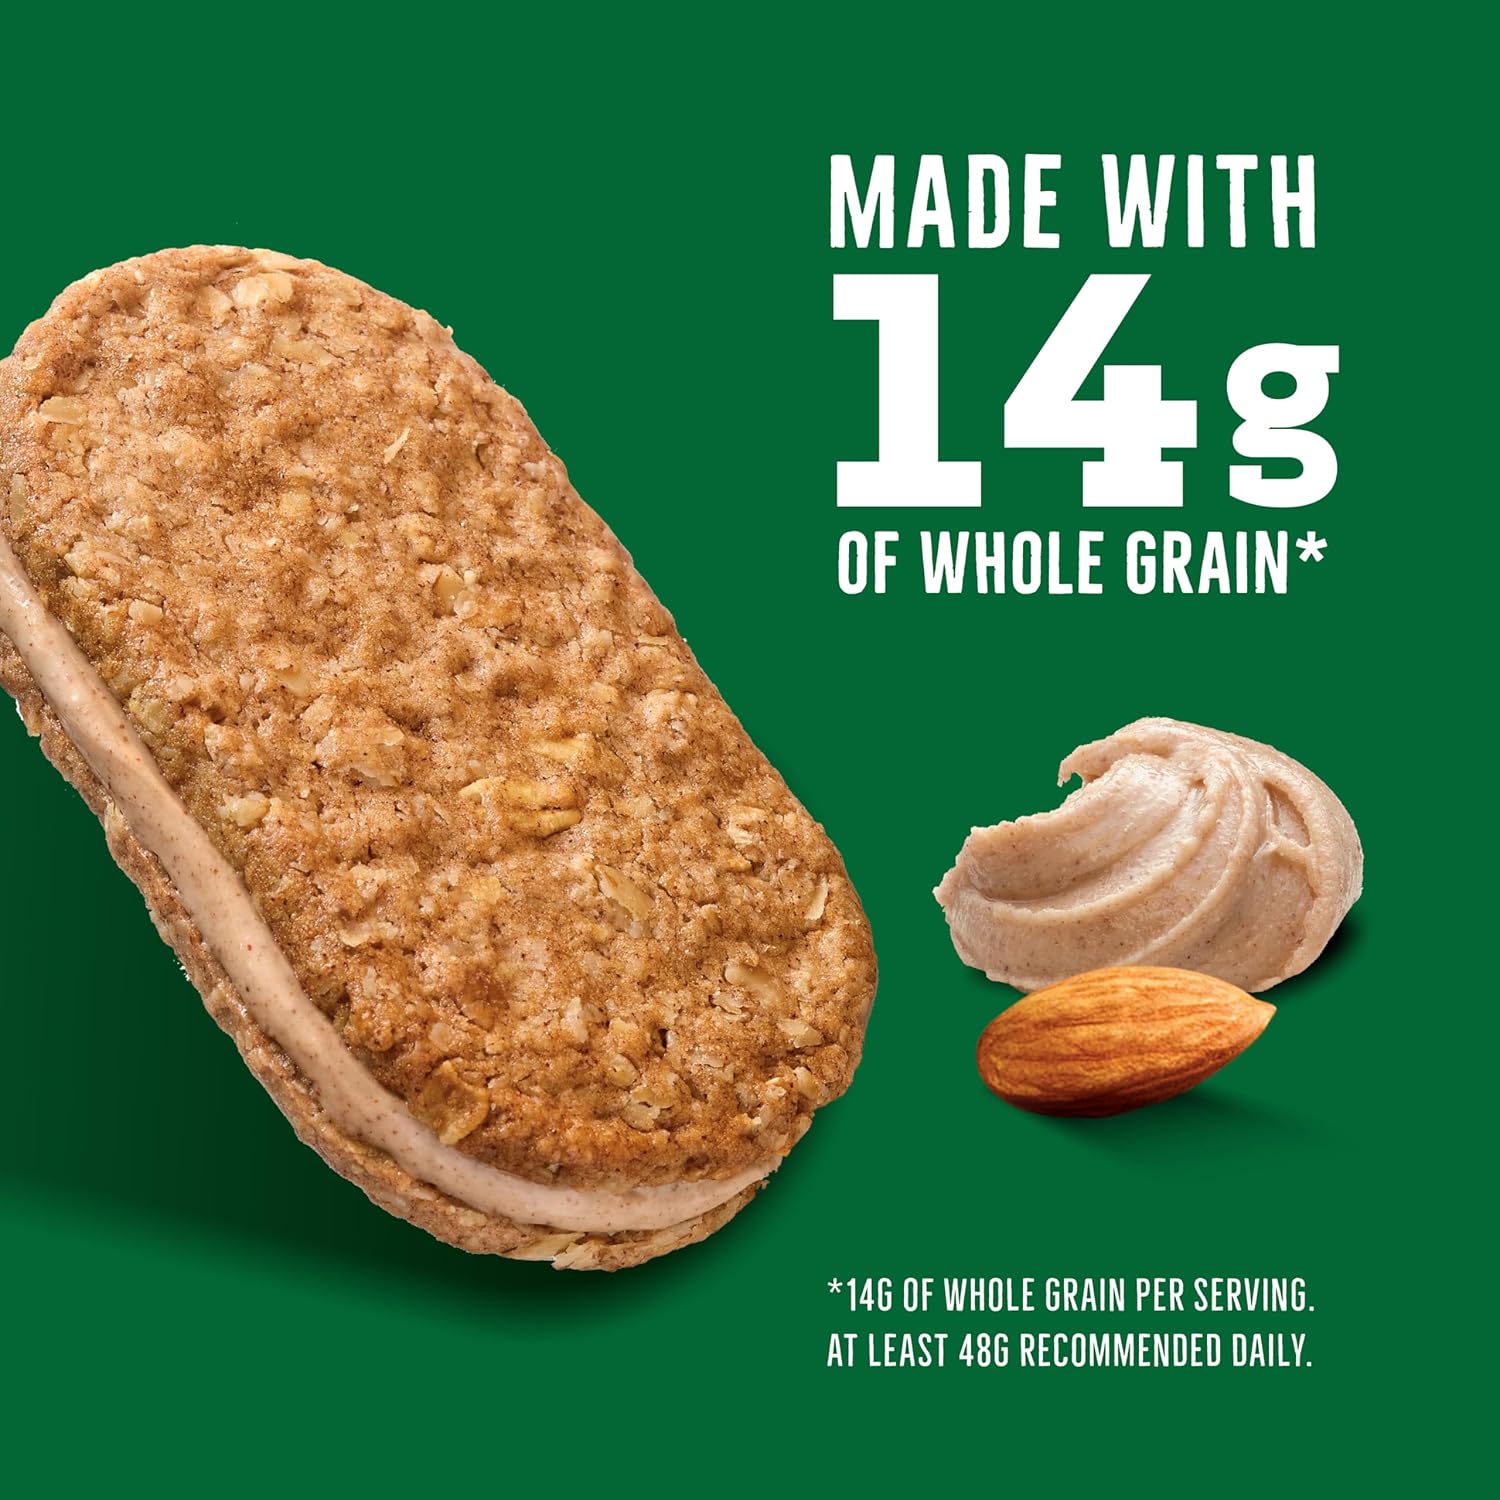 MADE WITH
14g
OF WHOLE GRAIN*
*14G OF WHOLE GRAIN PER SERVING.
AT LEAST 48G RECOMMENDED DAILY.